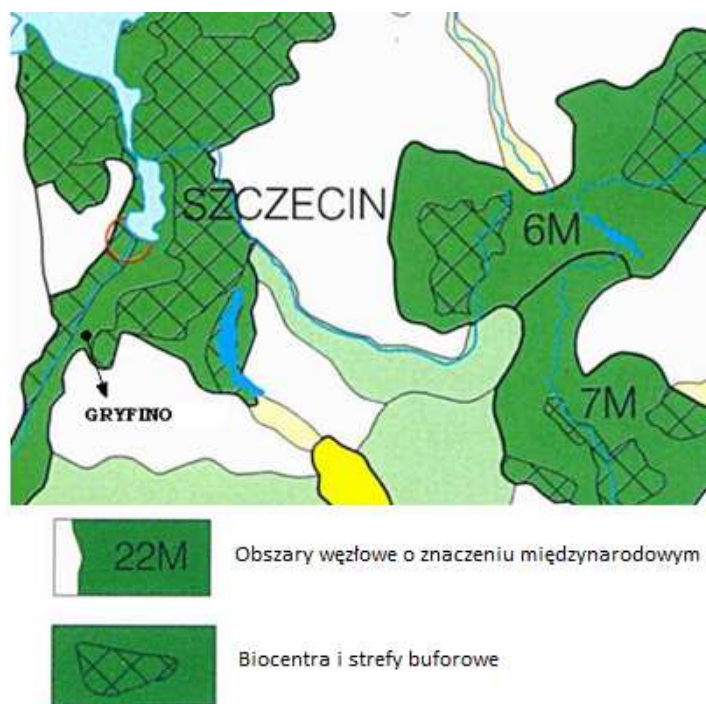 SZCZECIN
6M
7M
GRYFINO
22M
Obszary węzłowe o znaczeniu międzynarodowym
Biocentra i strefy buforowe